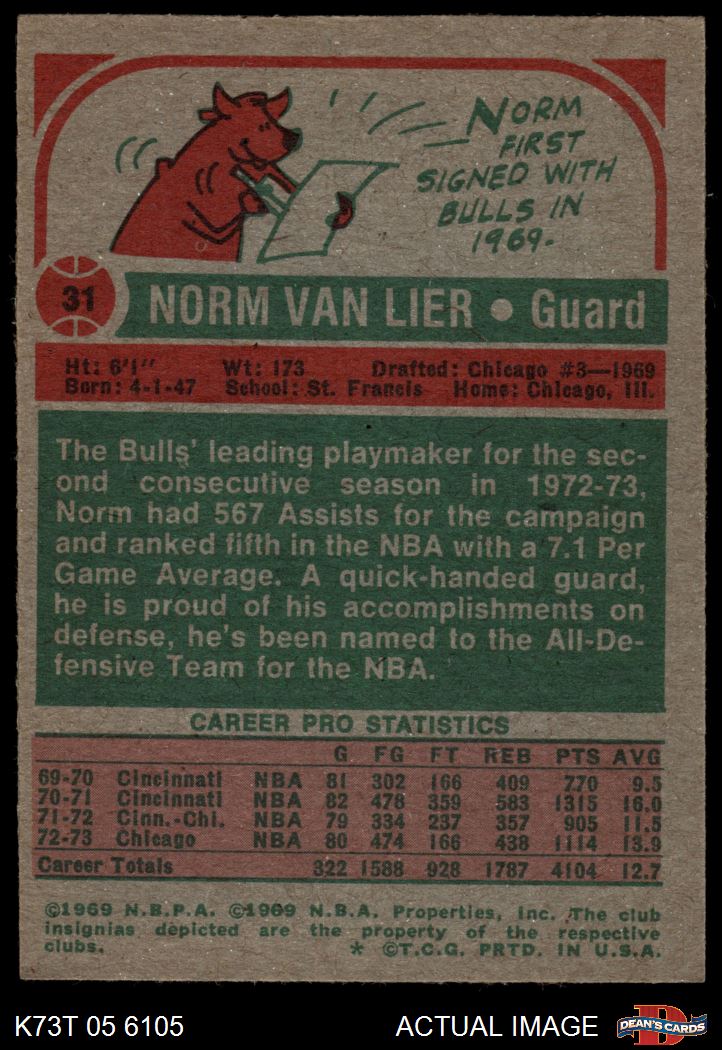 NORM
FIRST
SIGNED WITH
BULLS IN
1969.
31 NORM VAN LIER • Guard
Ht: 6'1" Wt: 173 Drafted: Chicago #3—1969
Born: 4-1-47 School: St. Francis Home: Chicago, Ill.
The Bulls' leading playmaker for the sec-
ond consecutive season in 1972-73,
Norm had 567 Assists for the campaign
and ranked fifth in the NBA with a 7.1 Per
Game Average. A quick-handed guard,
he is proud of his accomplishments on
defense, he's been named to the All-De-
fensive Team for the NBA.
CAREER PRO STATISTICS
G FG FT REB PTS AVG
69-70 Cincinnati NBA 81 302 166 409 770 9.5
70-71 Cincinnati NBA 82 478 359 583 1315 16.0
71-72 Cinn.-Chi. NBA 79 334 237 357 905 11.5
72-73 Chicago NBA 80 474 166 438 1114 13.9
Career Totals 322 1588 928 1787 4104 12.7
©1969 N.B.P.A. ©1969 N.B.A. Properties, Inc. The club
insignias depicted are the property of the respective
clubs. * ©T.C.G. PRTD. IN U.S.A.
K73T 05 6105 ACTUAL IMAGE D DEAN'S CARDS